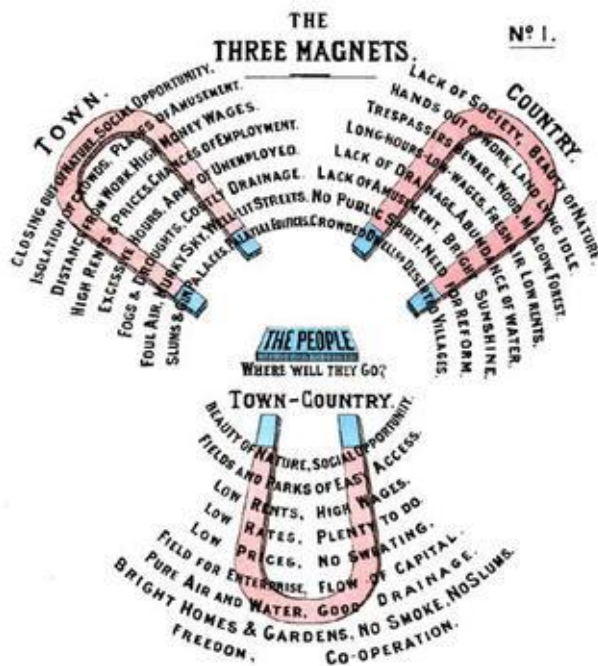 THE
THREE MAGNETS.
Nº 1.
TOWN.
CLOSING OUT OF NATURE. SOCIAL OPPORTUNITY.
ISOLATION OF CROWDS. PLACES OF AMUSEMENT.
DISTANCE FROM WORK. HIGH MONEY WAGES.
HIGH RENTS & PRICES. CHANCES OF EMPLOYMENT.
EXCESSIVE HOURS. ARMY OF UNEMPLOYED.
FOGS & DROUGHTS. COSTLY DRAINAGE.
FOUL AIR. MURKY SKY. WELL-LIT STREETS.
SLUMS & GIN PALACES. PALATIAL EDIFICES.
COUNTRY.
LACK OF SOCIETY. BEAUTY OF NATURE.
HANDS OUT OF WORK. LAND LYING IDLE.
TRESPASSERS BEWARE. WOOD, MEADOW, FOREST.
LONG HOURS-LOW WAGES. FRESH AIR. LOW RENTS.
LACK OF DRAINAGE. ABUNDANCE OF WATER.
LACK OF AMUSEMENT. BRIGHT SUNSHINE.
NO PUBLIC SPIRIT. NEED FOR REFORM.
CROWDED DWELLINGS. DESERTED VILLAGES.
THE PEOPLE
WHERE WILL THEY GO?
TOWN-COUNTRY.
BEAUTY OF NATURE, SOCIAL OPPORTUNITY.
FIELDS AND PARKS OF EASY ACCESS.
LOW RENTS, HIGH WAGES.
LOW RATES, PLENTY TO DO.
LOW PRICES, NO SWEATING.
FIELD FOR ENTERPRISE, FLOW OF CAPITAL.
PURE AIR AND WATER, GOOD DRAINAGE.
BRIGHT HOMES & GARDENS, NO SMOKE, NO SLUMS.
FREEDOM, CO-OPERATION.